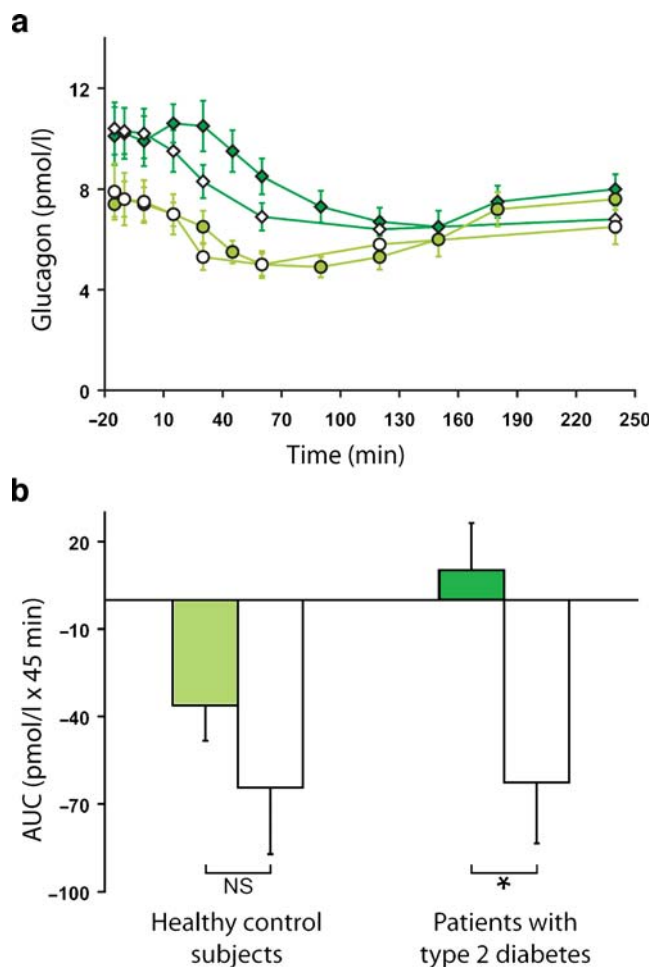 a
12
8
4
0
Glucagon (pmol/l)
–20 10 40 70 100 130 160 190 220 250
Time (min)
b
20
–10
–40
–70
–100
AUC (pmol/l x 45 min)
NS
*
Healthy control
subjects
Patients with
type 2 diabetes